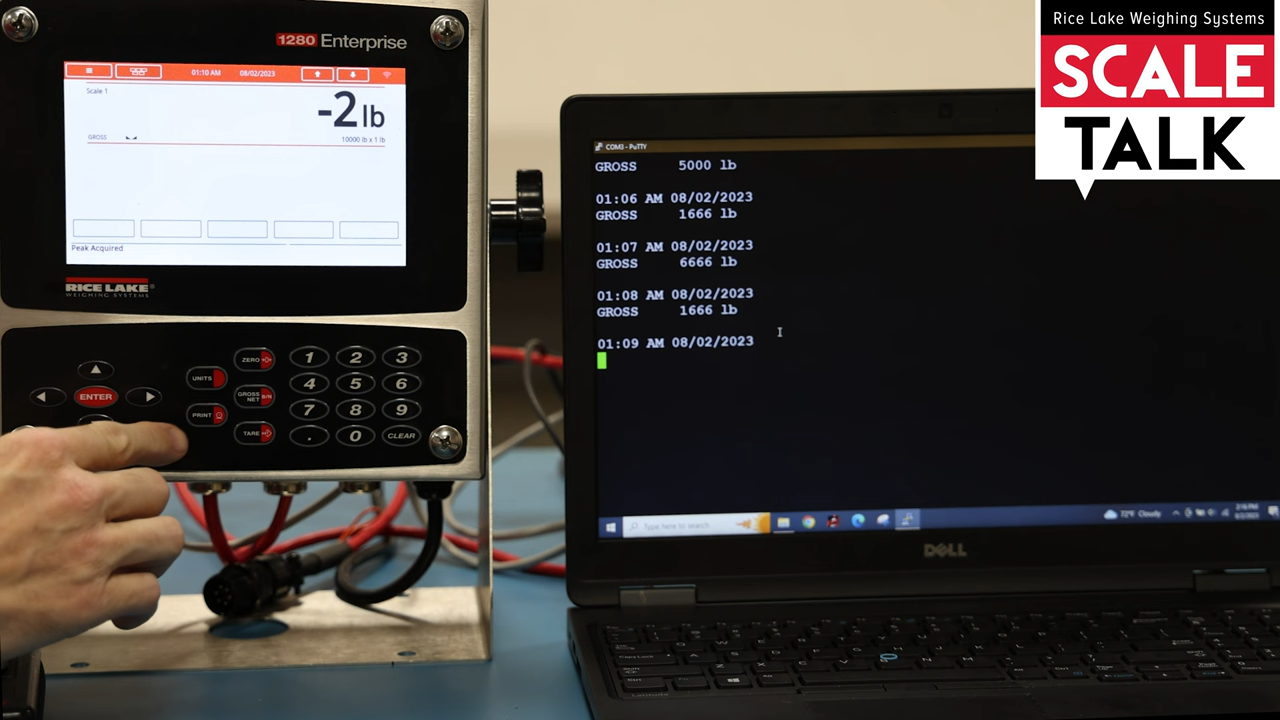 Rice Lake Weighing Systems
SCALE
TALK
1280 Enterprise
01:10 AM 08/02/2023
Scale 1
-2 lb
GROSS
10000 lb x 1 lb
Peak Acquired
RICE LAKE
WEIGHING SYSTEMS
ZERO
UNITS
GROSS
NET B/N
PRINT
TARE
ENTER
1 2 3
4 5 6
7 8 9
. 0 CLEAR
COM3 - PuTTY
GROSS 5000 lb
01:06 AM 08/02/2023
GROSS 1666 lb
01:07 AM 08/02/2023
GROSS 6666 lb
01:08 AM 08/02/2023
GROSS 1666 lb
01:09 AM 08/02/2023
Type here to search
72°F Cloudy
DELL